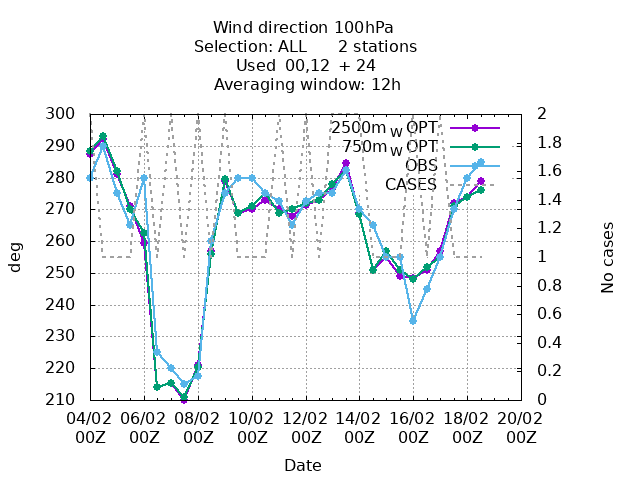 Wind direction 100hPa
Selection: ALL 2 stations
Used 00,12 + 24
Averaging window: 12h
300 2
290 1.8
280 1.6
270 1.4
260 1.2
250 1
240 0.8
230 0.6
220 0.4
210 0.2
0
2500m W OPT
750m W OPT
OBS
CASES
deg
No cases
04/02 06/02 08/02 10/02 12/02 14/02 16/02 18/02 20/02
00Z 00Z 00Z 00Z 00Z 00Z 00Z 00Z 00Z
Date